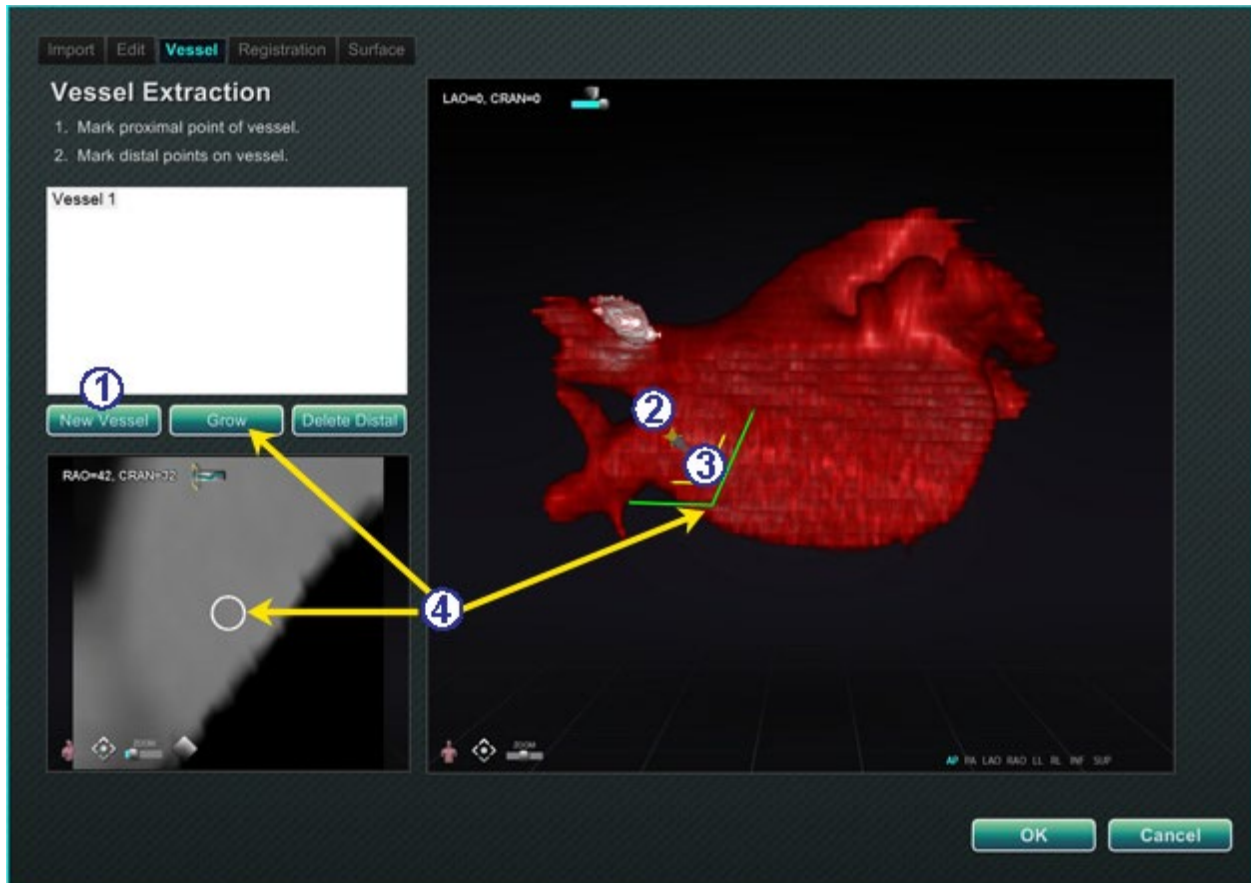 Import Edit Vessel Registration Surface
Vessel Extraction
1. Mark proximal point of vessel.
2. Mark distal points on vessel.
Vessel 1
1
New Vessel Grow Delete Distal
RAO=42, CRAN=32
ZOOM
LAO=0, CRAN=0
2
3
4
ZOOM
AP PA LAO RAO LL RL INF SUP
OK Cancel